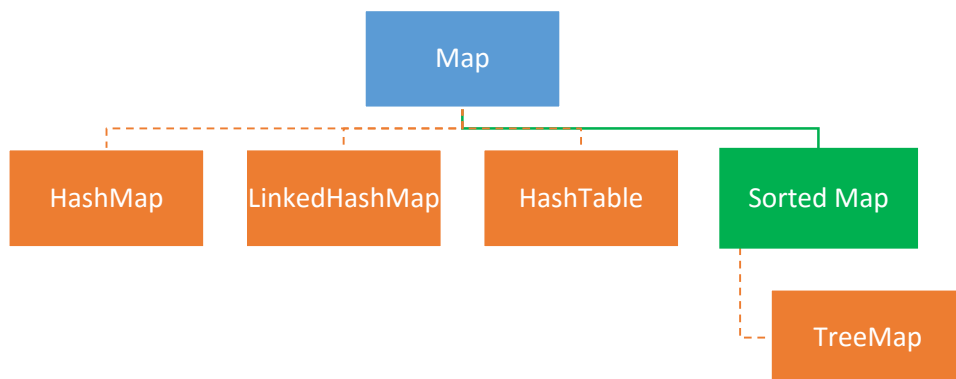 Map
HashMap
LinkedHashMap
HashTable
Sorted Map
TreeMap